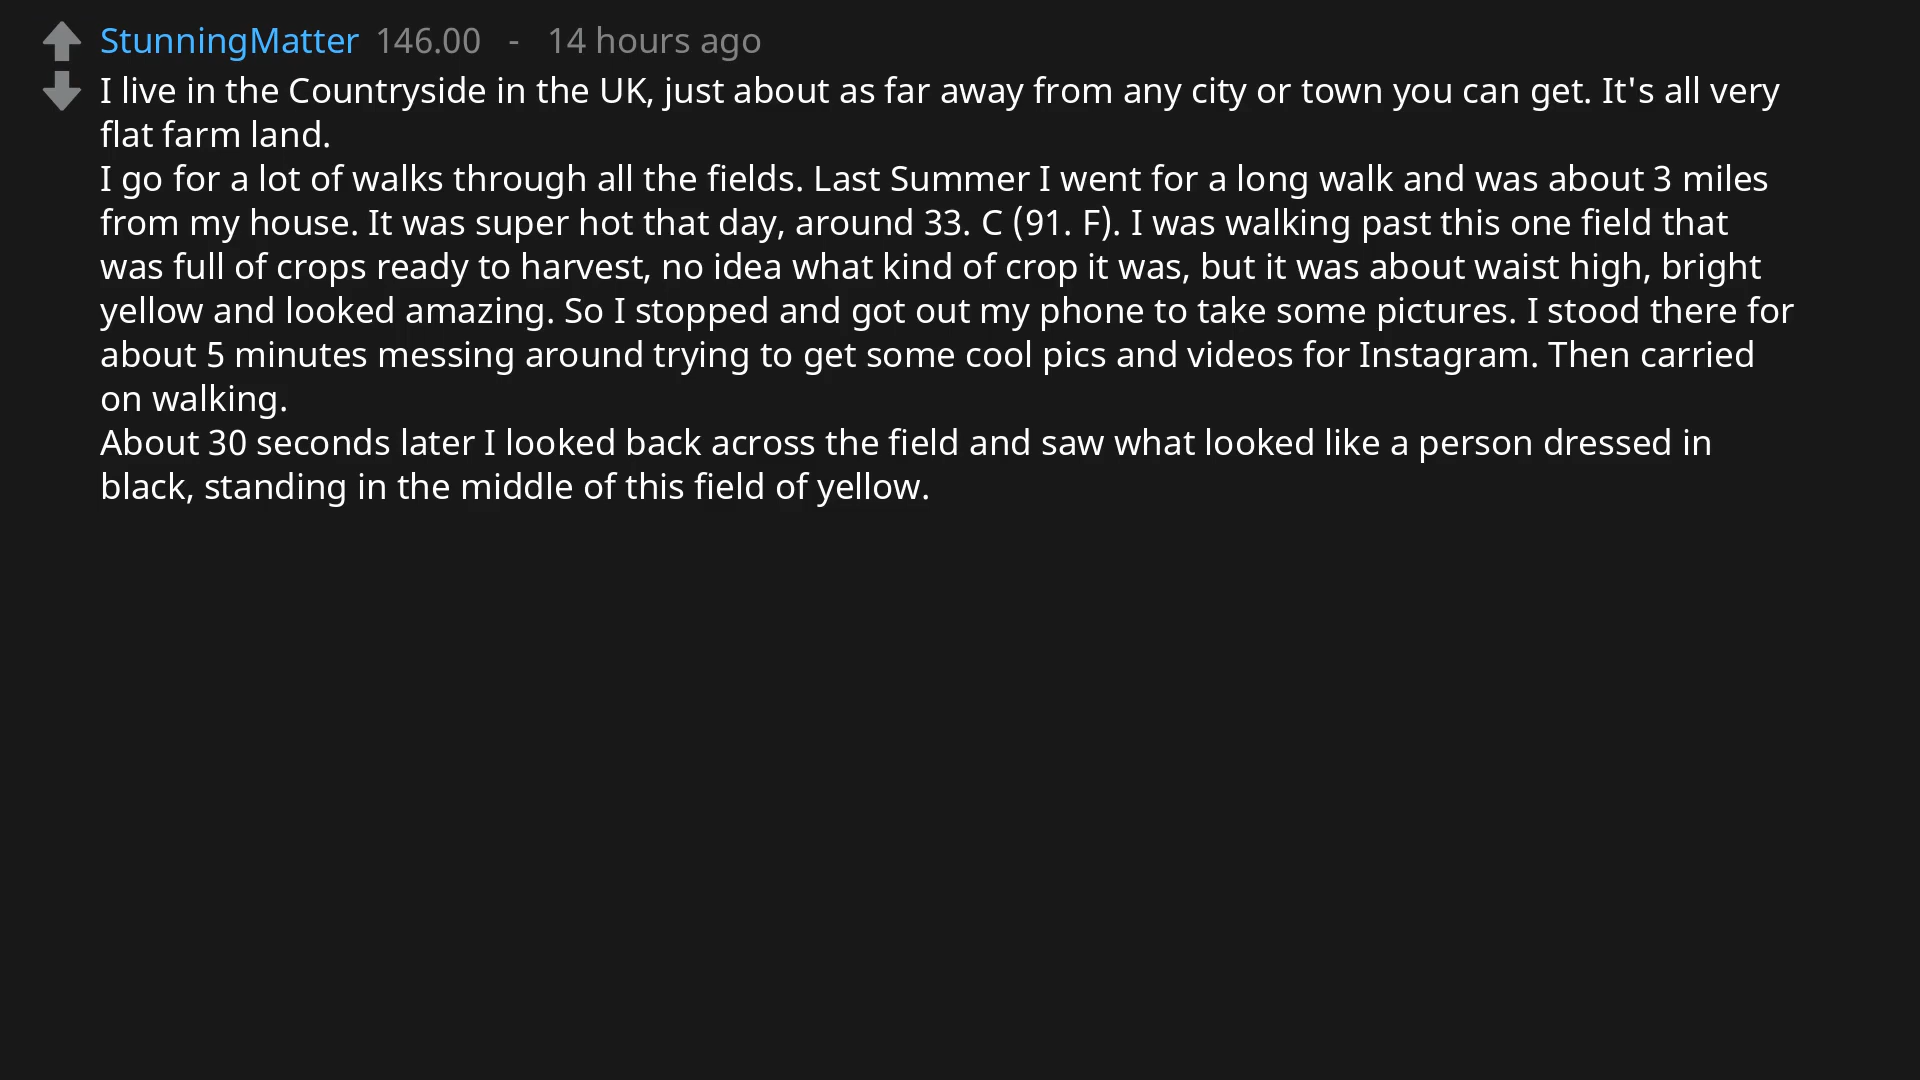 StunningMatter 146.00 - 14 hours ago
I live in the Countryside in the UK, just about as far away from any city or town you can get. It's all very
flat farm land.
I go for a lot of walks through all the fields. Last Summer I went for a long walk and was about 3 miles
from my house. It was super hot that day, around 33. C (91. F). I was walking past this one field that
was full of crops ready to harvest, no idea what kind of crop it was, but it was about waist high, bright
yellow and looked amazing. So I stopped and got out my phone to take some pictures. I stood there for
about 5 minutes messing around trying to get some cool pics and videos for Instagram. Then carried
on walking.
About 30 seconds later I looked back across the field and saw what looked like a person dressed in
black, standing in the middle of this field of yellow.